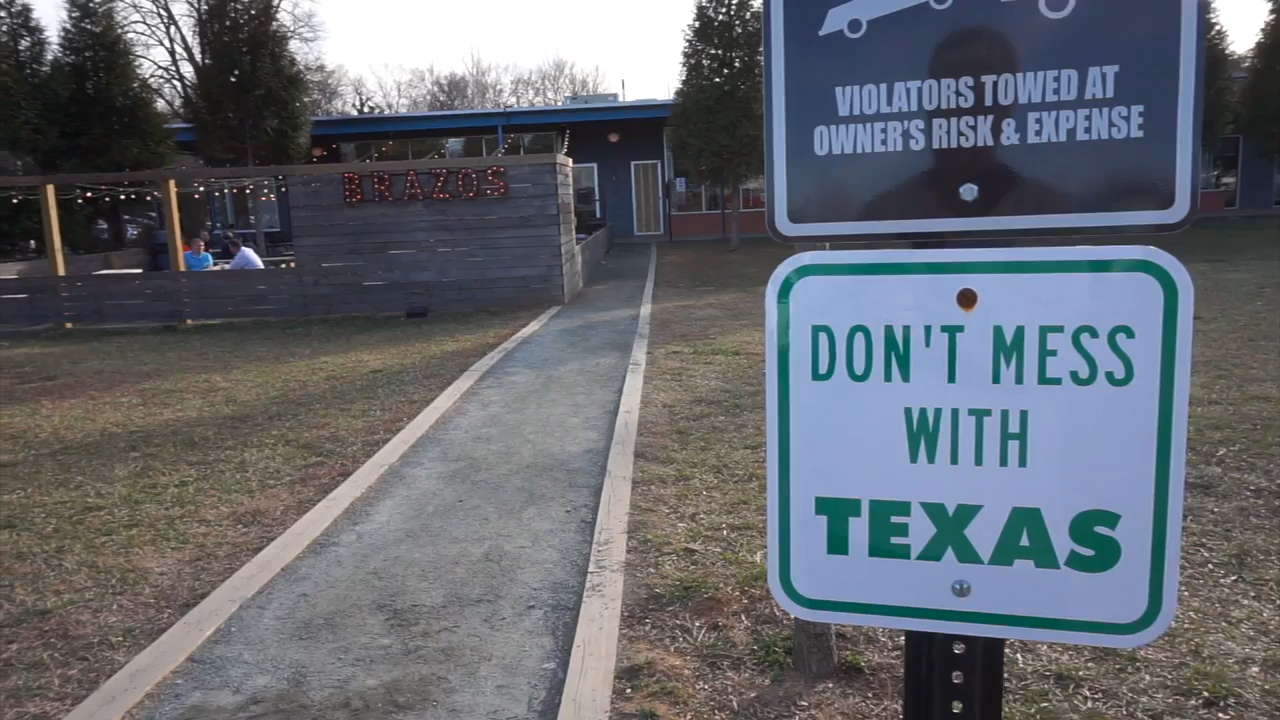 BRAZOS
VIOLATORS TOWED AT
OWNER'S RISK & EXPENSE
DON'T MESS
WITH
TEXAS